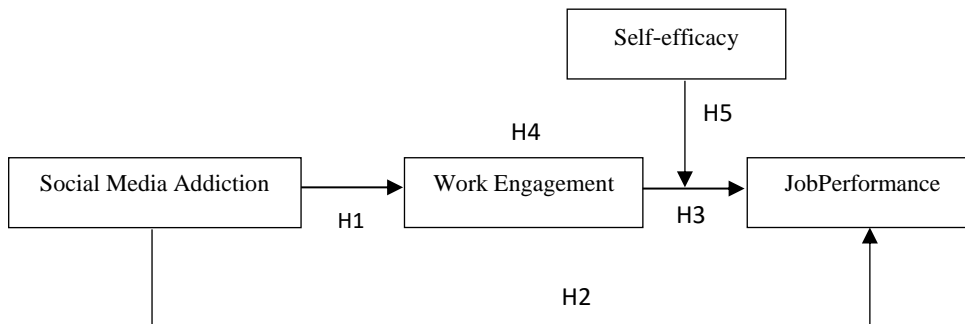 Self-efficacy
H5
H4
Social Media Addiction
Work Engagement
JobPerformance
H1
H3
H2